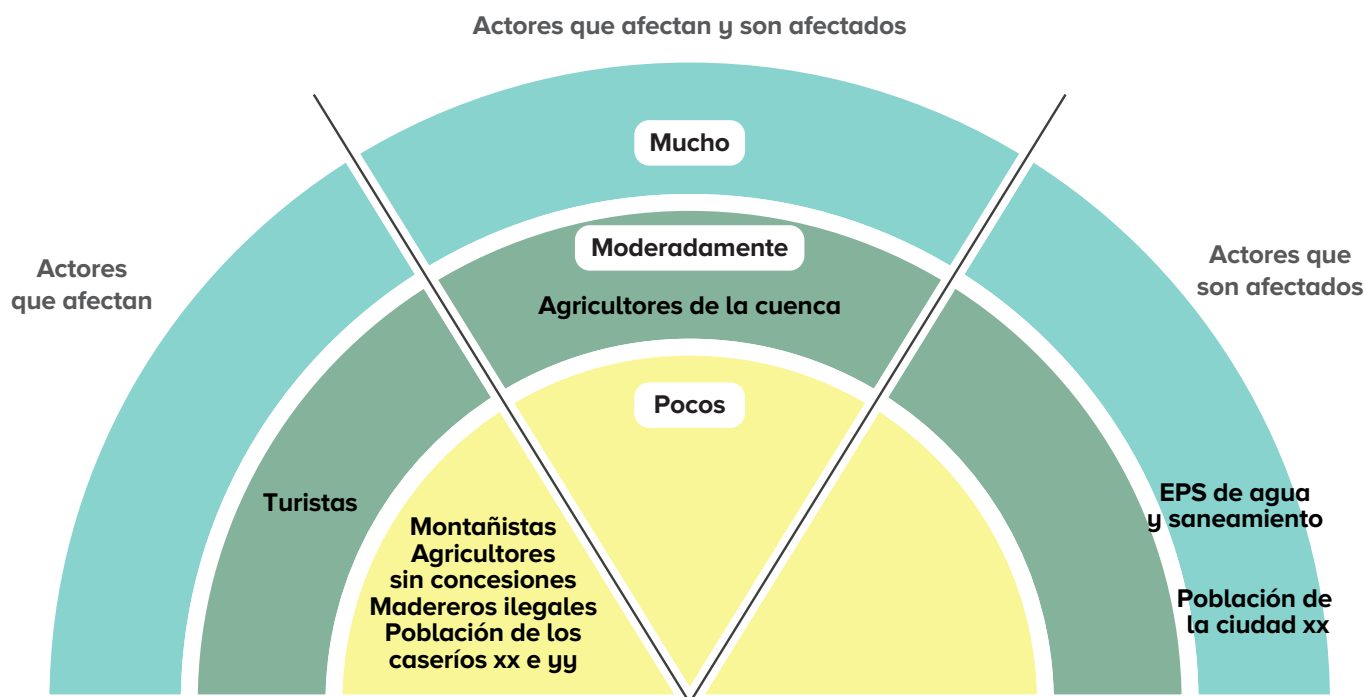 Actores que afectan y son afectados
Mucho
Moderadamente
Agricultores de la cuenca
Pocos
Actores
que afectan
Actores que
son afectados
Turistas
Montañistas
Agricultores
sin concesiones
Madereros ilegales
Población de los
caseríos xx e yy
EPS de agua
y saneamiento
Población de
la ciudad xx